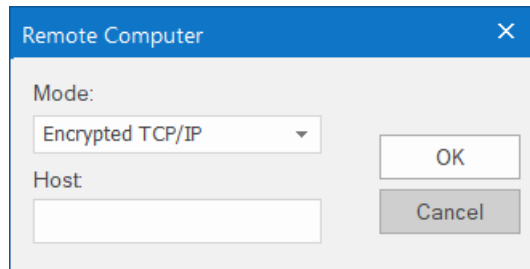 Remote Computer
Mode:
Encrypted TCP/IP
OK
Host:
Cancel